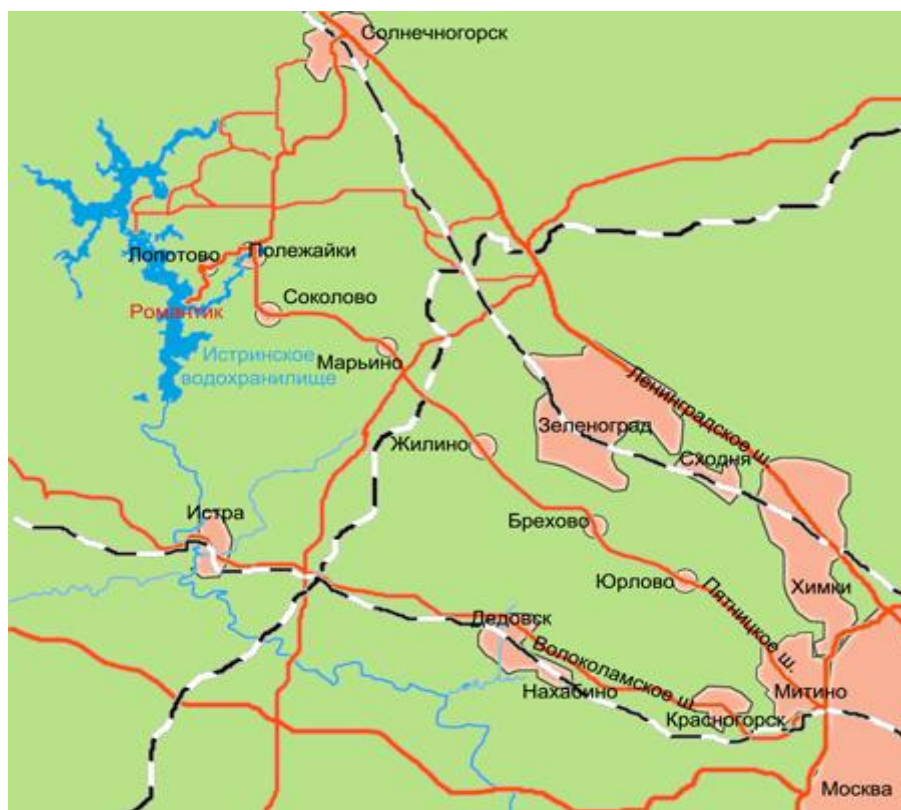 Солнечногорск
Лопотово
Полежайки
Романтик
Соколово
Истринское
водохранилище
Марьино
Ленинградское ш.
Зеленоград
Сходня
Жилино
Истра
Брехово
Юрлово
Пятницкое ш.
Химки
Дедовск
Волоколамское ш
Нахабино
Митино
Красногорск
Москва